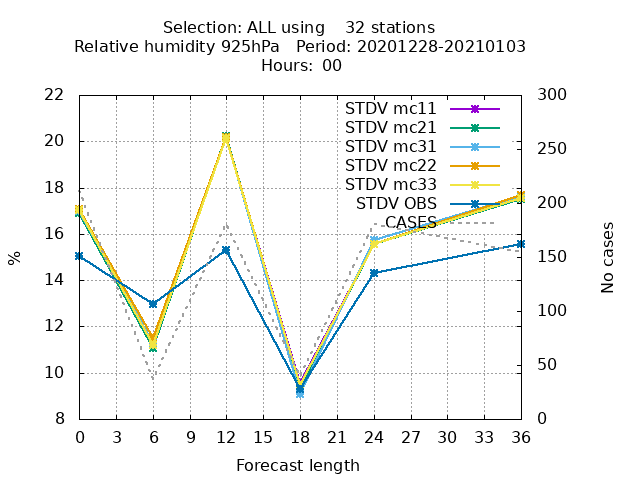 Selection: ALL using    32 stations
Relative humidity 925hPa   Period: 20201228-20210103
Hours: 00
22
20
18
16
14
12
10
8
%
300
250
200
150
100
50
0
No cases
STDV mc11
STDV mc21
STDV mc31
STDV mc22
STDV mc33
STDV OBS
CASES
0 3 6 9 12 15 18 21 24 27 30 33 36
Forecast length